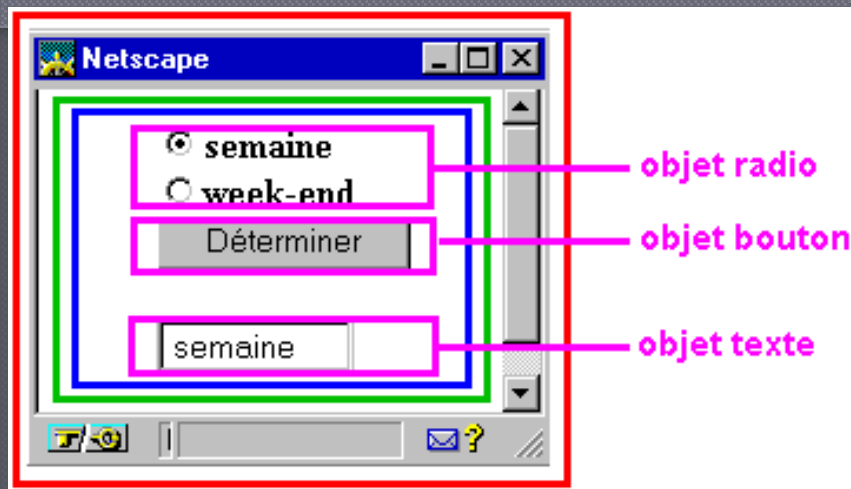 Netscape
semaine
week-end
objet radio
Déterminer
objet bouton
semaine
objet texte